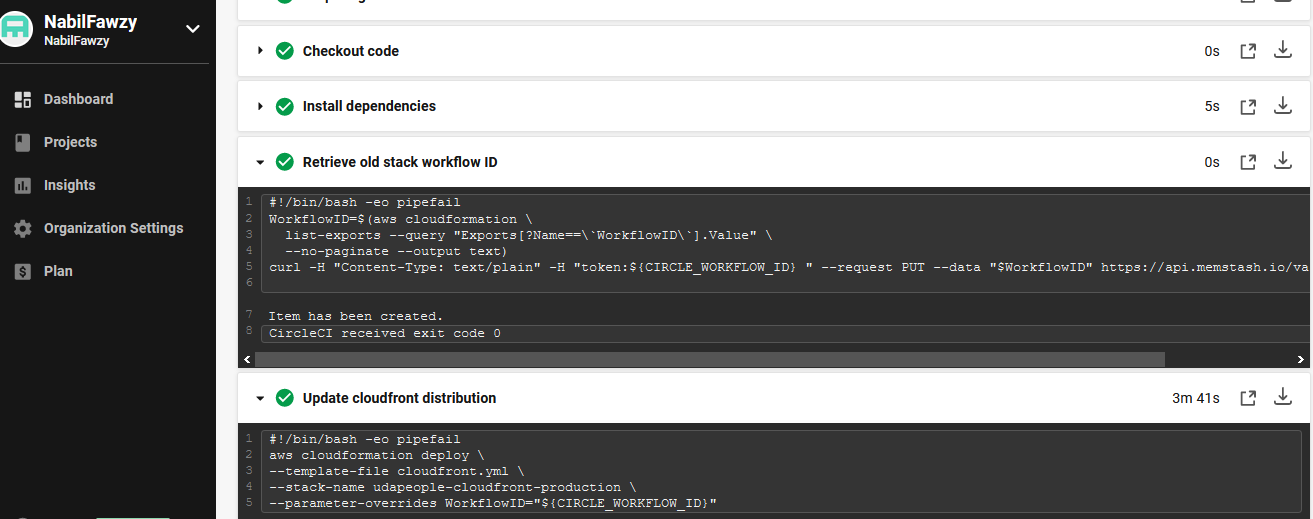 NabilFawzy
NabilFawzy
Dashboard
Projects
Insights
Organization Settings
Plan
Checkout code 0s
Install dependencies 5s
Retrieve old stack workflow ID 0s
1 #!/bin/bash -eo pipefail
2 WorkflowID=$(aws cloudformation \
3 list-exports --query "Exports[?Name==\`WorkflowID\`].Value" \
4 --no-paginate --output text)
5 curl -H "Content-Type: text/plain" -H "token:${CIRCLE_WORKFLOW_ID} " --request PUT --data "$WorkflowID" https://api.memstash.io/va
6
7 Item has been created.
8 CircleCI received exit code 0
Update cloudfront distribution 3m 41s
1 #!/bin/bash -eo pipefail
2 aws cloudformation deploy \
3 --template-file cloudfront.yml \
4 --stack-name udapeople-cloudfront-production \
5 --parameter-overrides WorkflowID="${CIRCLE_WORKFLOW_ID}"